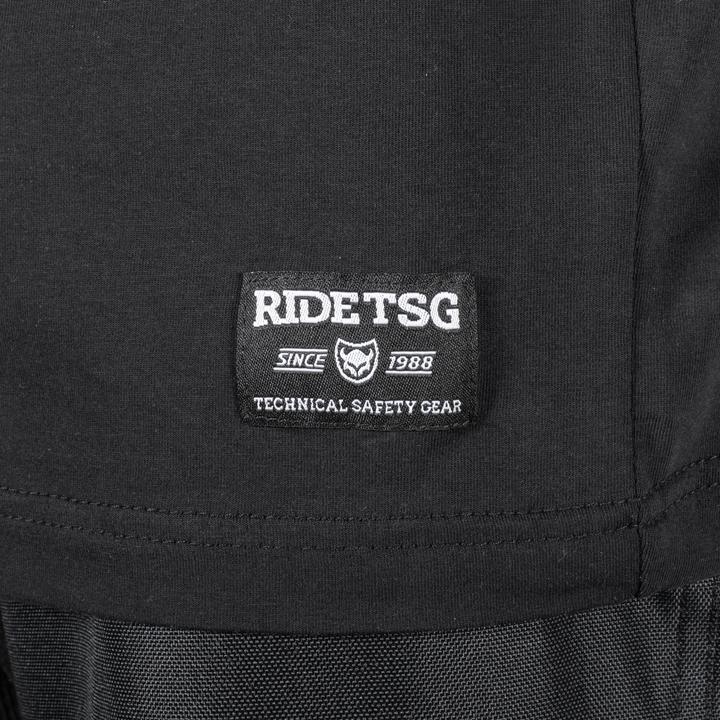 RIDETSG
SINCE 1988
TECHNICAL SAFETY GEAR